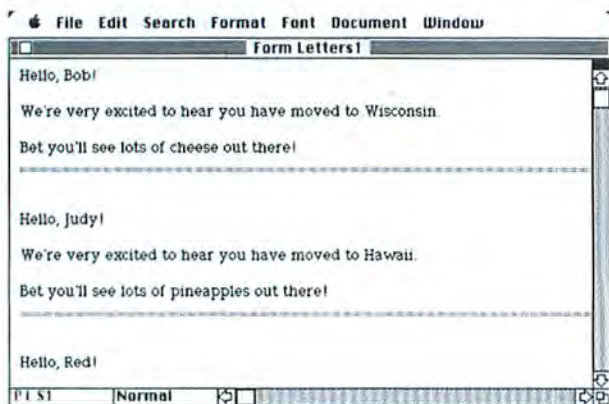 File Edit Search Format Font Document Window
Form Letters1
Hello, Bob!
We're very excited to hear you have moved to Wisconsin.
Bet you'll see lots of cheese out there!
Hello, Judy!
We're very excited to hear you have moved to Hawaii.
Bet you'll see lots of pineapples out there!
Hello, Red!
P1 S1 Normal